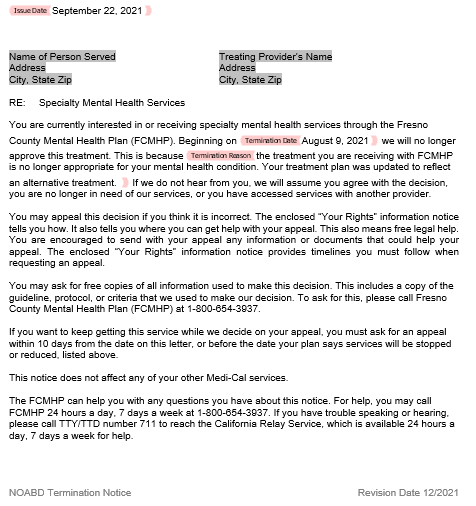 Issue Date September 22, 2021
Name of Person Served Treating Provider's Name
Address Address
City, State Zip City, State Zip
RE: Specialty Mental Health Services
You are currently interested in or receiving specialty mental health services through the Fresno
County Mental Health Plan (FCMHP). Beginning on Termination Date August 9, 2021 we will no longer
approve this treatment. This is because Termination Reason the treatment you are receiving with FCMHP
is no longer appropriate for your mental health condition. Your treatment plan was updated to reflect
an alternative treatment. If we do not hear from you, we will assume you agree with the decision,
you are no longer in need of our services, or you have accessed services with another provider.
You may appeal this decision if you think it is incorrect. The enclosed "Your Rights" information notice
tells you how. It also tells you where you can get help with your appeal. This also means free legal help.
You are encouraged to send with your appeal any information or documents that could help your
appeal. The enclosed "Your Rights" information notice provides timelines you must follow when
requesting an appeal.
You may ask for free copies of all information used to make this decision. This includes a copy of the
guideline, protocol, or criteria that we used to make our decision. To ask for this, please call Fresno
County Mental Health Plan (FCMHP) at 1-800-654-3937.
If you want to keep getting this service while we decide on your appeal, you must ask for an appeal
within 10 days from the date on this letter, or before the date your plan says services will be stopped
or reduced, listed above.
This notice does not affect any of your other Medi-Cal services.
The FCMHP can help you with any questions you have about this notice. For help, you may call
FCMHP 24 hours a day, 7 days a week at 1-800-654-3937. If you have trouble speaking or hearing,
please call TTY/TTD number 711 to reach the California Relay Service, which is available 24 hours a
day, 7 days a week for help.
NOABD Termination Notice Revision Date 12/2021